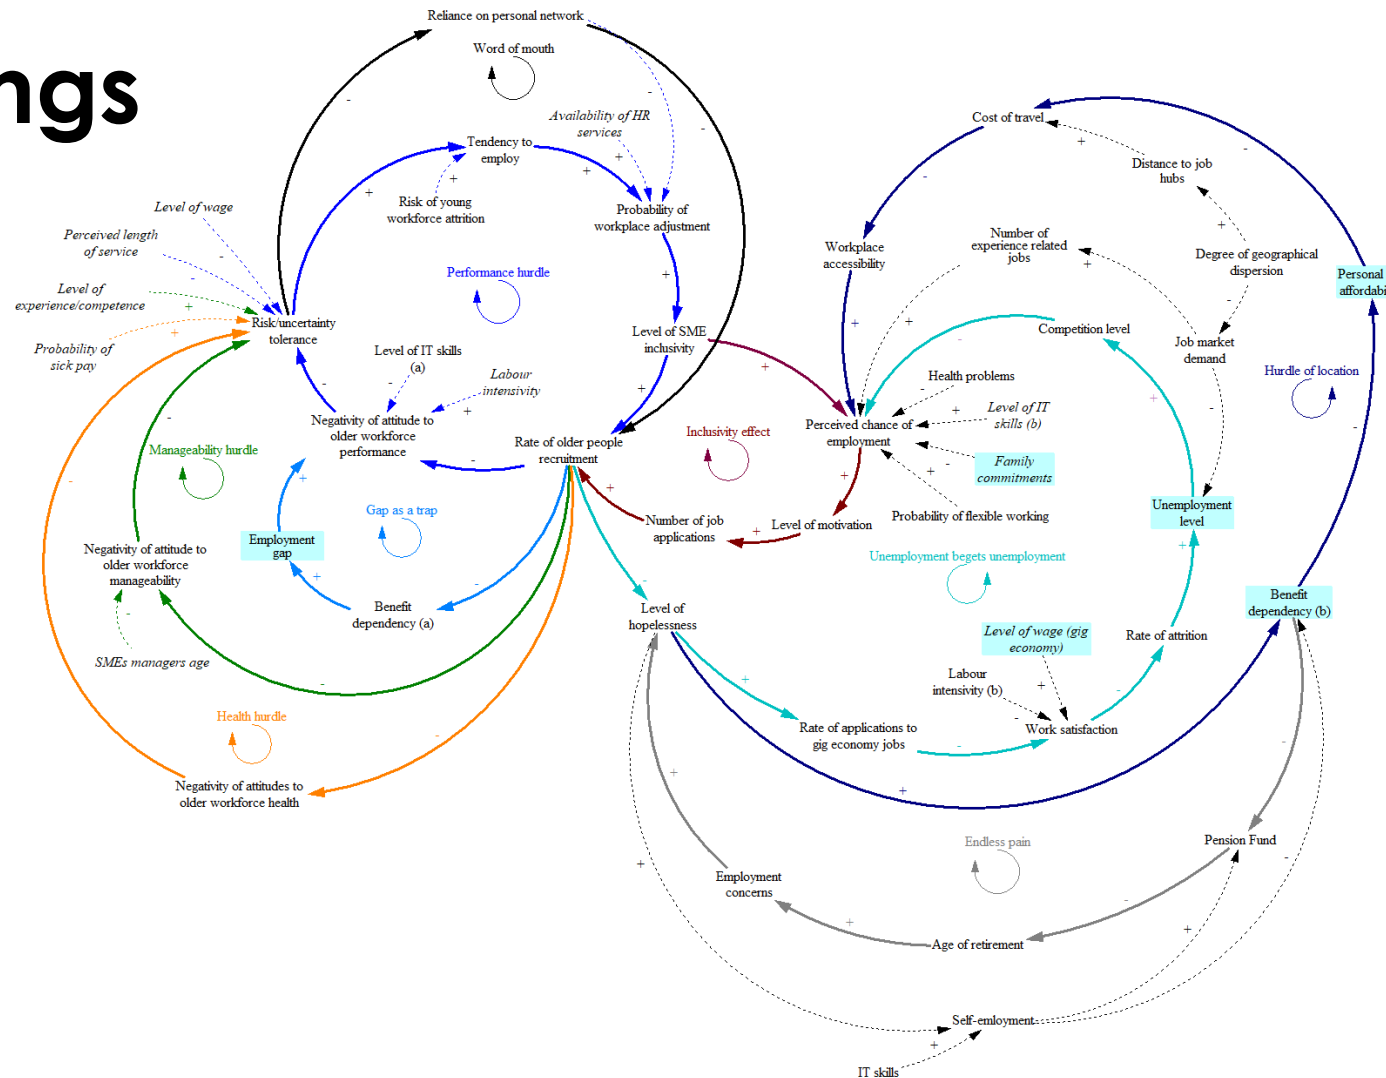 ngs
Reliance on personal network
Word of mouth
-
-
-
Availability of HR
services
Tendency to
employ
+
+
+
+
Risk of young
workforce attrition
Probability of
workplace adjustment
Level of wage
Perceived length
of service
-
-
Level of
experience/competence
+
+
Probability of
sick pay
Risk/uncertainty
tolerance
Performance hurdle
+
Level of SME
inclusivity
+
+
Level of IT skills
(a)
-
-
Labour
intensivity
+
Negativity of attitude to
older workforce
performance
-
Rate of older people
recruitment
Inclusivity effect
-
-
Manageability hurdle
Gap as a trap
+
Employment
gap
+
Benefit
dependency (a)
-
Negativity of attitude to
older workforce
manageability
-
SMEs managers age
-
Health hurdle
-
Negativity of attitudes to
older workforce health
Cost of travel
-
+
-
Distance to job
hubs
+
Workplace
accessibility
Number of
experience related
jobs
+
Degree of geographical
dispersion
-
Personal
Competition level
Job market
demand
+
+
-
Hurdle of location
Health problems
-
+
Level of IT
skills (b)
Perceived chance of
employment
Family
commitments
+
-
Probability of flexible working
+
-
-
-
Unemployment
level
+
Number of job
applications
+
Level of motivation
+
Unemployment begets unemployment
+
Level of
hopelessness
-
Benefit
dependency (b)
Level of wage (gig
economy)
Rate of attrition
Labour
intensivity (b)
+
-
-
Work satisfaction
+
Rate of applications to
gig economy jobs
-
+
+
-
-
Endless pain
Pension Fund
+
Employment
concerns
-
+
Age of retirement
+
Self-emloyment
+
IT skills